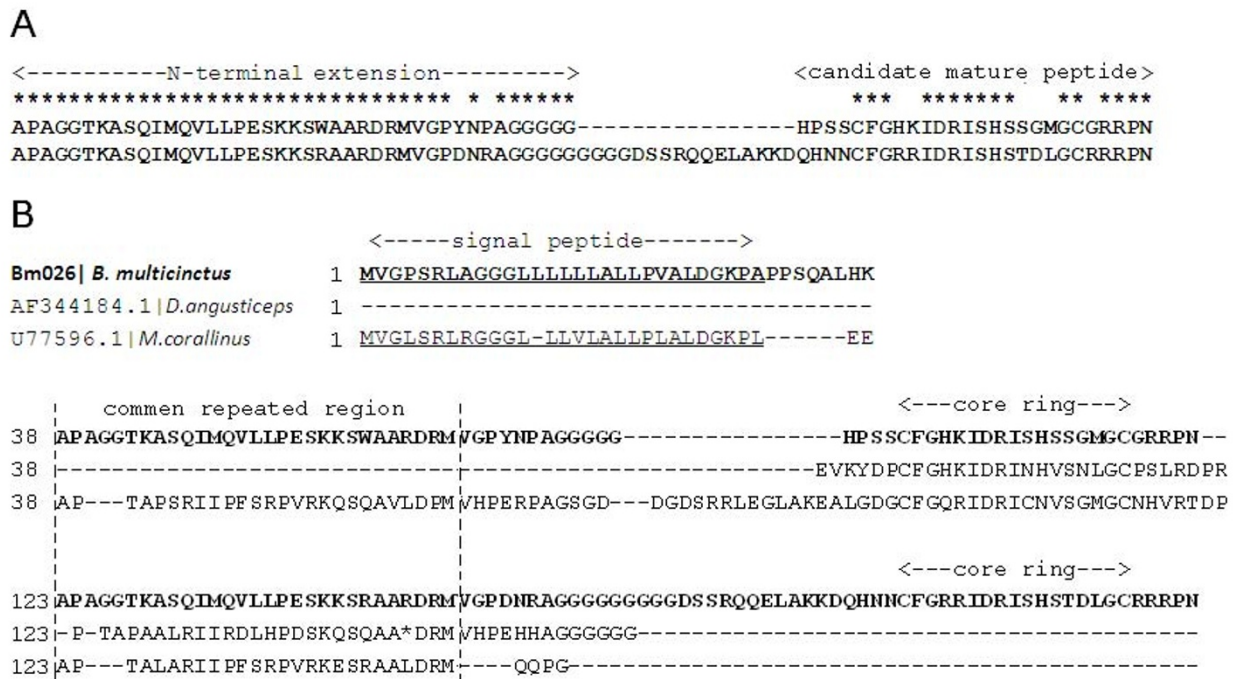 A
<----------N-terminal extension--------->                <candidate mature peptide>
******************************** * ******                    ***  *******   ** ****
APAGGTKASQIMQVLLPESKKSWAARDRMVGPYNPAGGGGG----------------HPSSCFGHKIDRISHSSGMGCGRRPN
APAGGTKASQIMQVLLPESKKSRAARDRMVGPDNRAGGGGGGGGGDSSRQQELAKKDQHNNCFGRRIDRISHSTDLGCRRRPN
B
<-----signal peptide------->
Bm026| B. multicinctus 1 MVGPSRLAGGGLLLLLLALLPVALDGKPAPPSQALHK
AF344184.1|D.angusticeps 1 -------------------------------------
U77596.1|M.corallinus 1 MVGLSRLRGGGL-LLVLALLPLALDGKPL------EE
commen repeated region <---core ring--->
38 APAGGTKASQIMQVLLPESKKSWAARDRMVGPYNPAGGGGG----------------HPSSCFGHKIDRISHSSGMGCGRRPN--
38 -------------------------------------------------------EVKYDPCFGHKIDRINHVSNLGCPSLRDPR
38 AP---TAPSRIIPFSRPVRKQSQAVLDPMVHPERPAGSGD---DGDSRRLEGLAKEALGDGCFGQRIDRICNVSGMGCNHVRTDP
<---core ring--->
123 APAGGTKASQIMQVLLPESKKSRAARDRMVGPDNRAGGGGGGGGGDSSRQQELAKKDQHNNCFGRRIDRISHSTDLGCRRRPN
123 -P-TAPAALRIIRDLHPDSKQSQAA*DRMVHPEHHAGGGGGG-----------------------------------------
123 AP---TALARIIPFSRPVRKESRAALDRM----QQPG----------------------------------------------